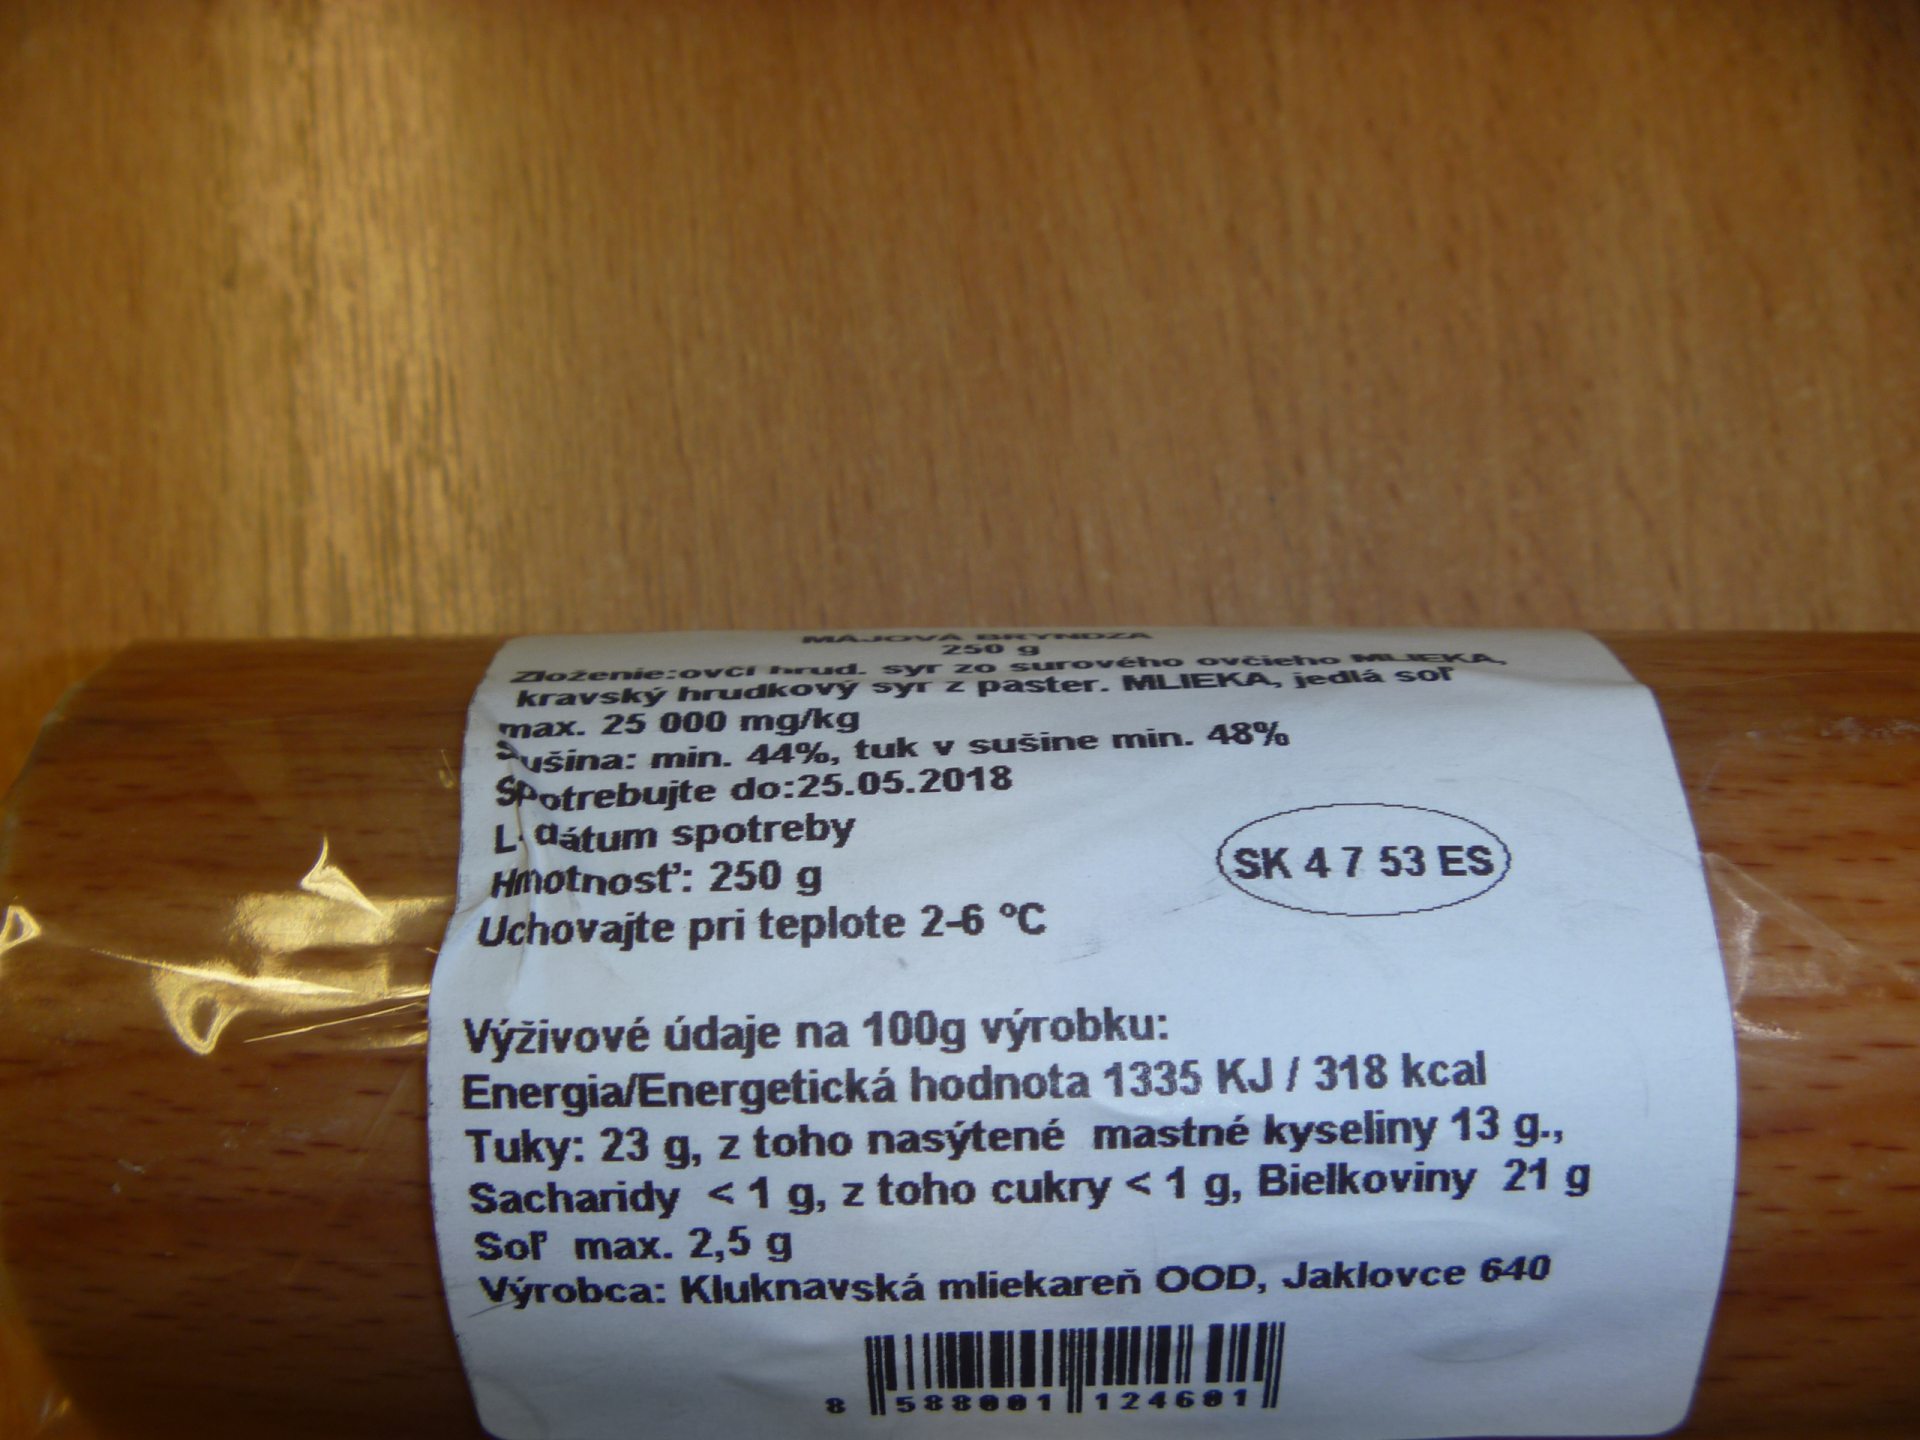 MÁJOVÁ BRYNDZA
250 g
Zloženie:ovčí hrud. syr zo surového ovčieho MLIEKA,
kravský hrudkový syr z paster. MLIEKA, jedlá soľ
max. 25 000 mg/kg
Sušina: min. 44%, tuk v sušine min. 48%
Spotrebujte do:25.05.2018
L- dátum spotreby
Hmotnosť: 250 g
SK 4 7 53 ES
Uchovajte pri teplote 2-6 °C
Výživové údaje na 100g výrobku:
Energia/Energetická hodnota 1335 KJ / 318 kcal
Tuky: 23 g, z toho nasýtené mastné kyseliny 13 g.,
Sacharidy < 1 g, z toho cukry < 1 g, Bielkoviny 21 g
Soľ max. 2,5 g
Výrobca: Kluknavská mliekareň OOD, Jaklovce 640
8 588001 124601